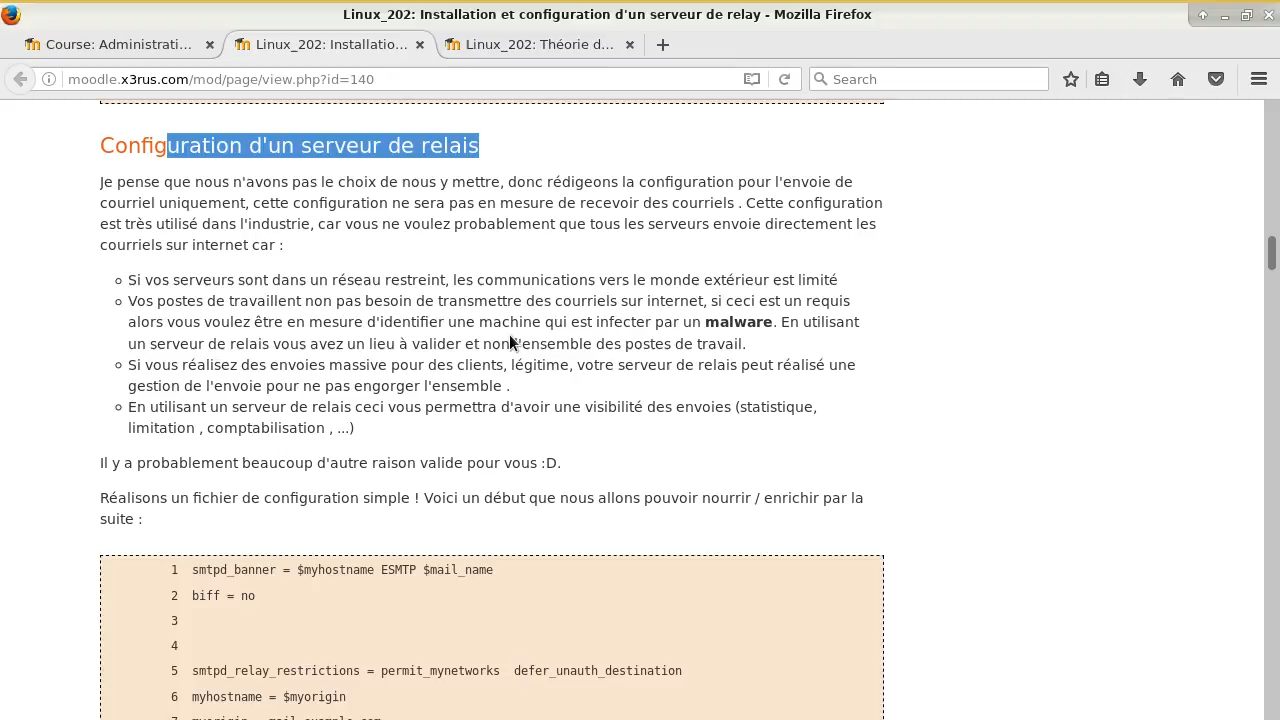 Linux_202: Installation et configuration d'un serveur de relay - Mozilla Firefox
Course: Administrati...
Linux_202: Installatio...
Linux_202: Théorie d...
moodle.x3rus.com/mod/page/view.php?id=140
Search
Configuration d'un serveur de relais
Je pense que nous n'avons pas le choix de nous y mettre, donc rédigeons la configuration pour l'envoie de
courriel uniquement, cette configuration ne sera pas en mesure de recevoir des courriels . Cette configuration
est très utilisé dans l'industrie, car vous ne voulez probablement que tous les serveurs envoie directement les
courriels sur internet car :
Si vos serveurs sont dans un réseau restreint, les communications vers le monde extérieur est limité
Vos postes de travaillent non pas besoin de transmettre des courriels sur internet, si ceci est un requis
alors vous voulez être en mesure d'identifier une machine qui est infecter par un malware. En utilisant
un serveur de relais vous avez un lieu à valider et non l'ensemble des postes de travail.
Si vous réalisez des envoies massive pour des clients, légitime, votre serveur de relais peut réalisé une
gestion de l'envoie pour ne pas engorger l'ensemble .
En utilisant un serveur de relais ceci vous permettra d'avoir une visibilité des envoies (statistique,
limitation , comptabilisation , ...)
Il y a probablement beaucoup d'autre raison valide pour vous :D.
Réalisons un fichier de configuration simple ! Voici un début que nous allons pouvoir nourrir / enrichir par la
suite :
1 smtpd_banner = $myhostname ESMTP $mail_name
2 biff = no
3
4
5 smtpd_relay_restrictions = permit_mynetworks  defer_unauth_destination
6 myhostname = $myorigin
7 myorigin = mail.example.com